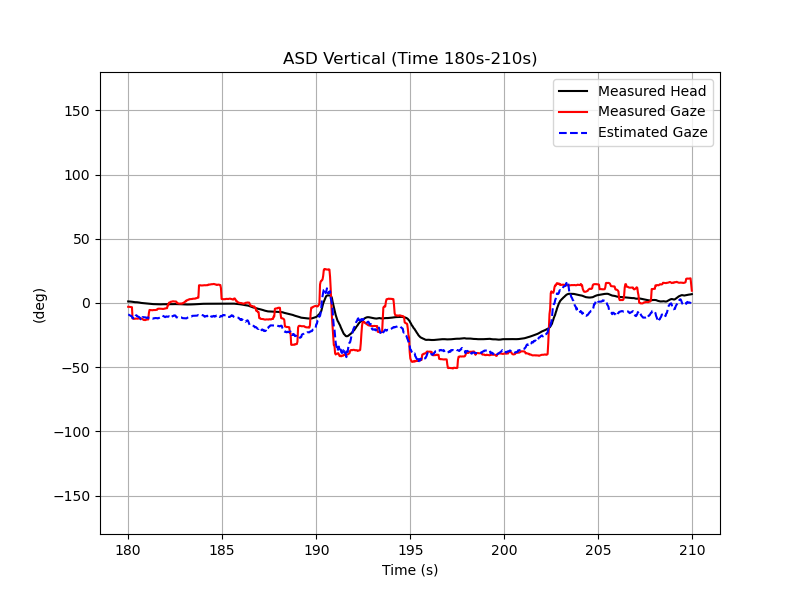 ASD Vertical (Time 180s-210s)
Measured Head
Measured Gaze
Estimated Gaze
150
100
50
0
−50
−100
−150
(deg)
180 185 190 195 200 205 210
Time (s)